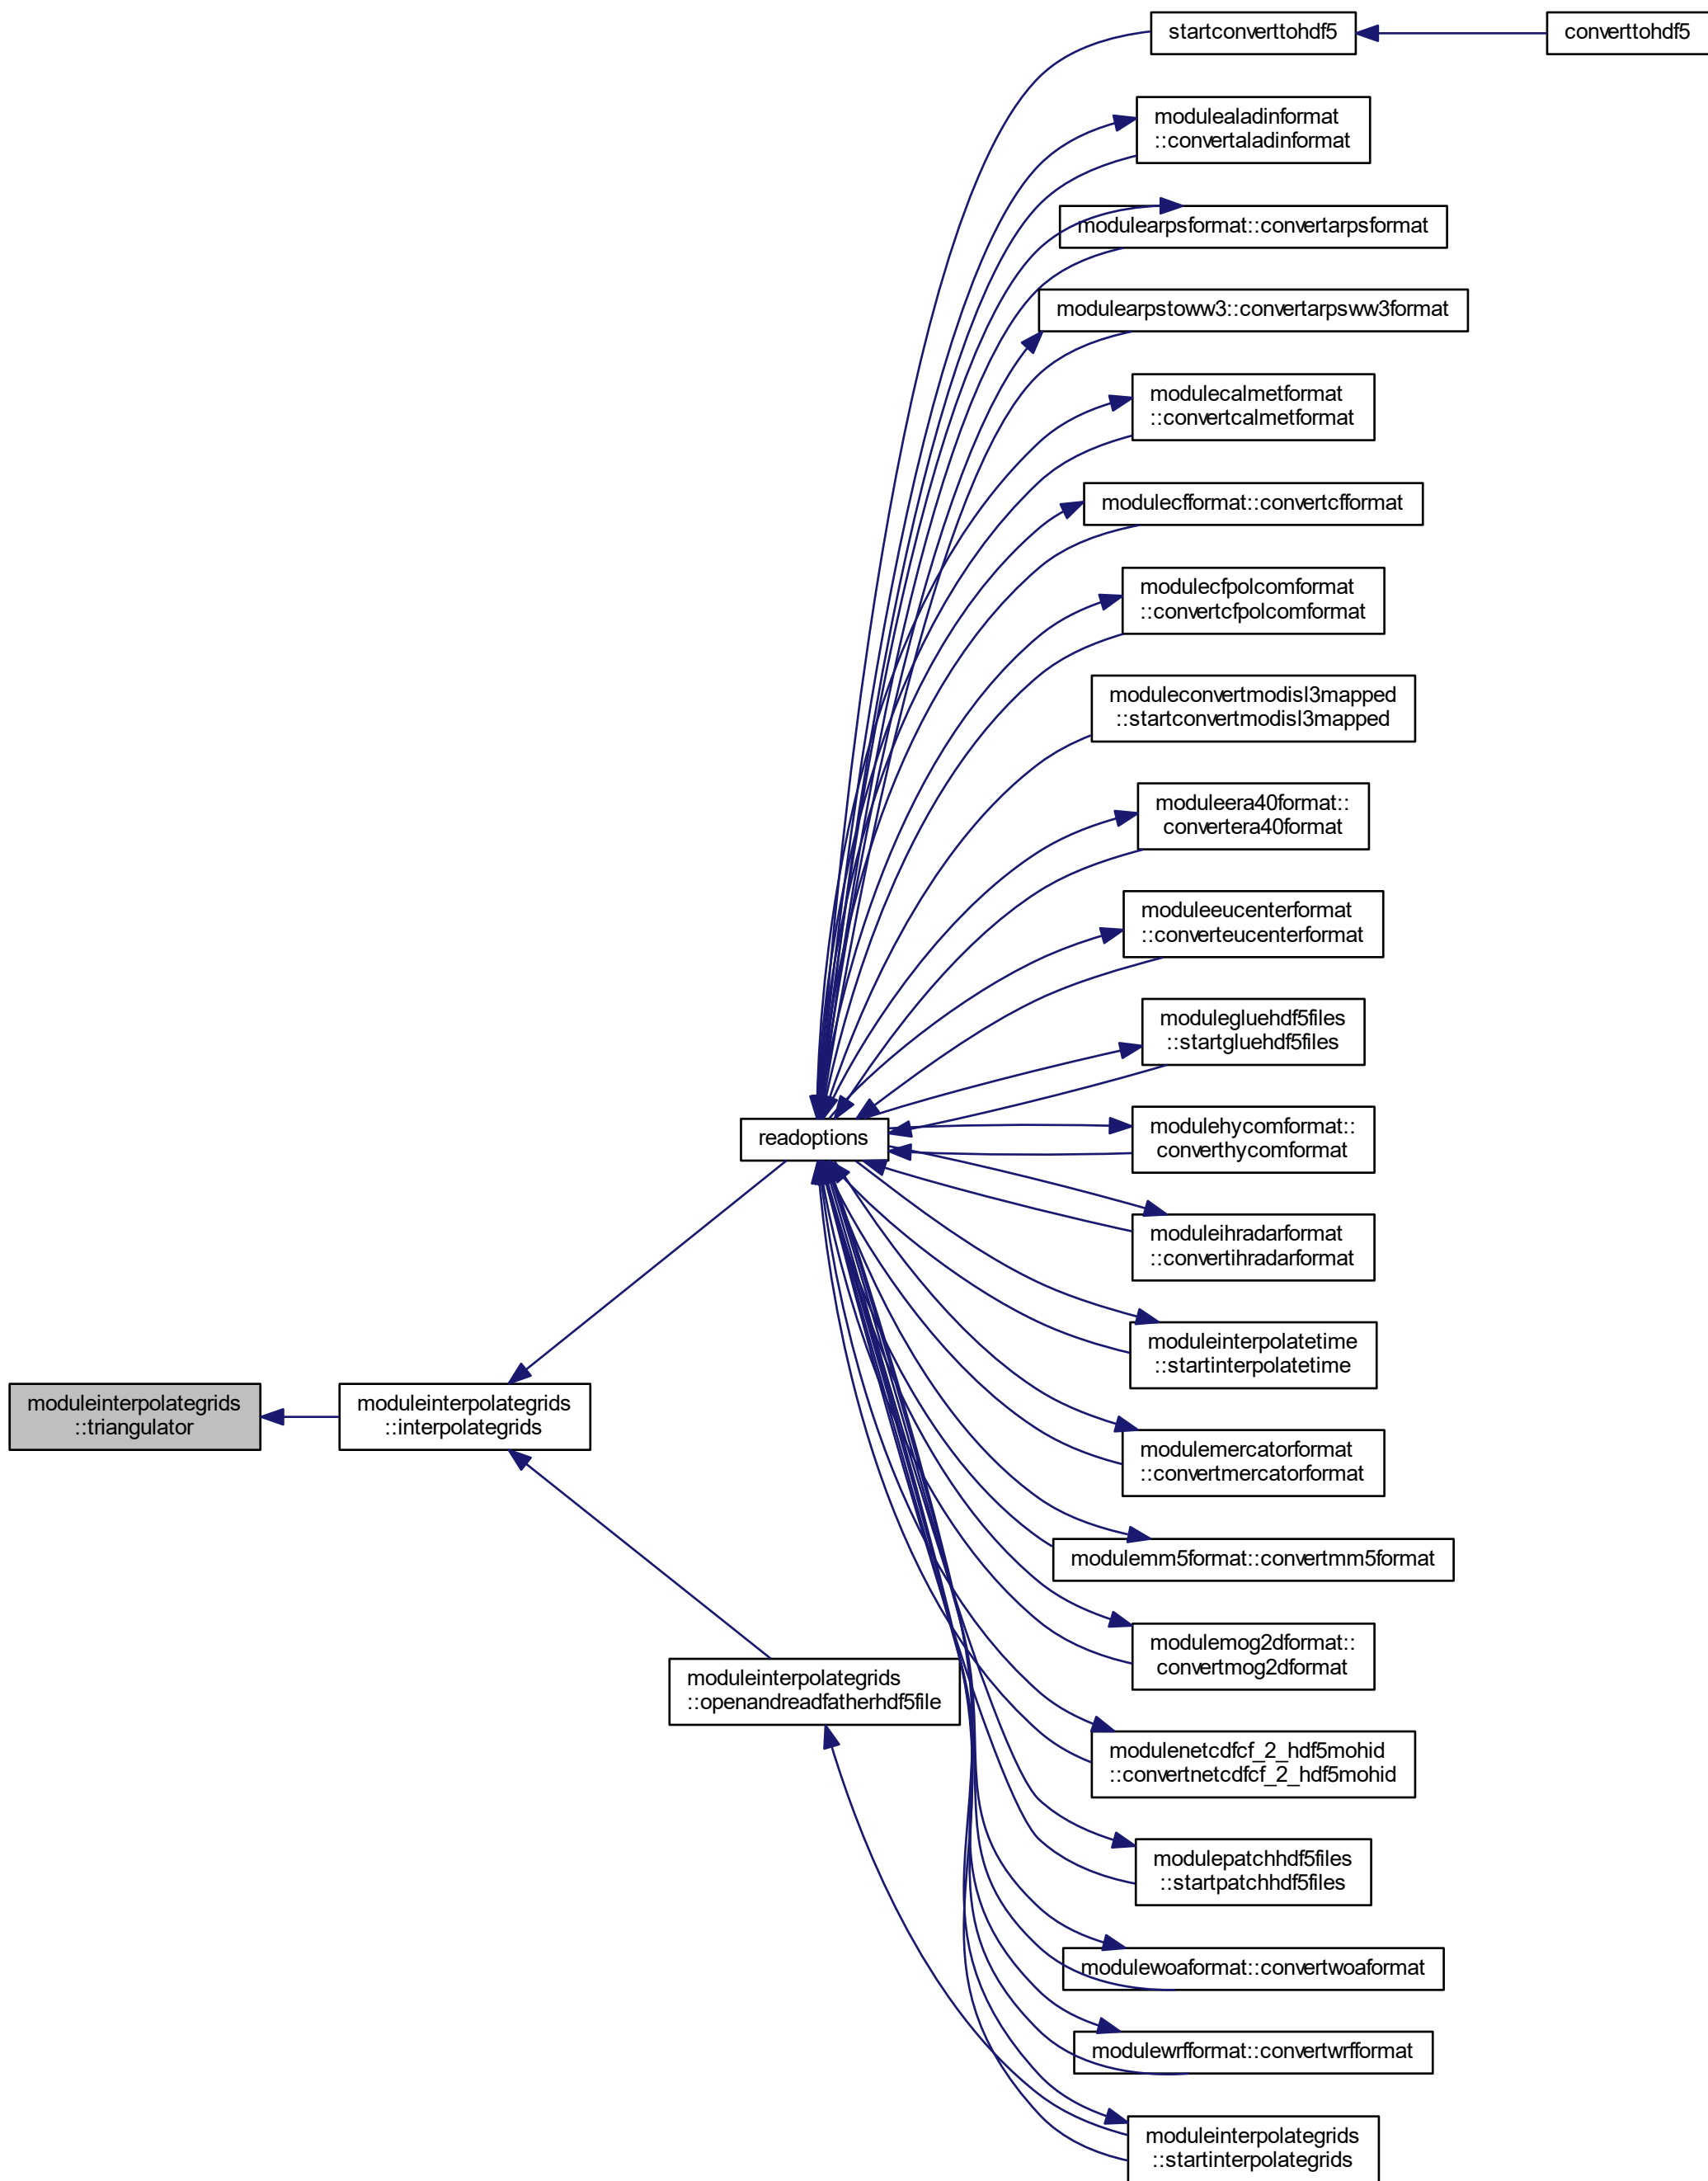 startconverttohdf5
converttohdf5
modulealadinformat
::convertaladinformat
modulearpsformat::convertarpsformat
modulearpstoww3::convertarpsww3format
modulecalmetformat
::convertcalmetformat
modulecfformat::convertcfformat
modulecfpolcomformat
::convertcfpolcomformat
moduleconvertmodisl3mapped
::startconvertmodisl3mapped
moduleera40format::
convertera40format
moduleeucenterformat
::converteucenterformat
modulegluehdf5files
::startgluehdf5files
readoptions
modulehycomformat::
converthycomformat
moduleihradarformat
::convertihradarformat
moduleinterpolatetime
::startinterpolatetime
moduleinterpolategrids
::triangulator
moduleinterpolategrids
::interpolategrids
modulemercatorformat
::convertmercatorformat
modulemm5format::convertmm5format
modulemog2dformat::
convertmog2dformat
moduleinterpolategrids
::openandreadfatherhdf5file
modulenetcdfcf_2_hdf5mohid
::convertnetcdfcf_2_hdf5mohid
modulepatchhdf5files
::startpatchhdf5files
modulewoaformat::convertwoaformat
modulewrfformat::convertwrfformat
moduleinterpolategrids
::startinterpolategrids